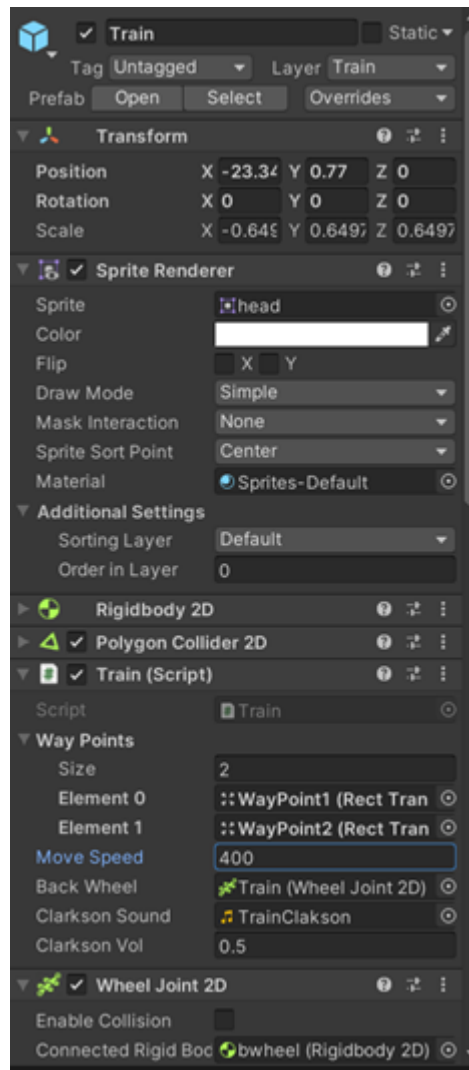 Train Static
Tag Untagged Layer Train
Prefab Open Select Overrides
Transform
Position X -23.34 Y 0.77 Z 0
Rotation X 0 Y 0 Z 0
Scale X -0.649 Y 0.6497 Z 0.6497
Sprite Renderer
Sprite head
Color
Flip X Y
Draw Mode Simple
Mask Interaction None
Sprite Sort Point Center
Material Sprites-Default
Additional Settings
Sorting Layer Default
Order in Layer 0
Rigidbody 2D
Polygon Collider 2D
Train (Script)
Script Train
Way Points
Size 2
Element 0 WayPoint1 (Rect Tran
Element 1 WayPoint2 (Rect Tran
Move Speed 400
Back Wheel Train (Wheel Joint 2D)
Clarkson Sound TrainClakson
Clarkson Vol 0.5
Wheel Joint 2D
Enable Collision
Connected Rigid Boc bwheel (Rigidbody 2D)